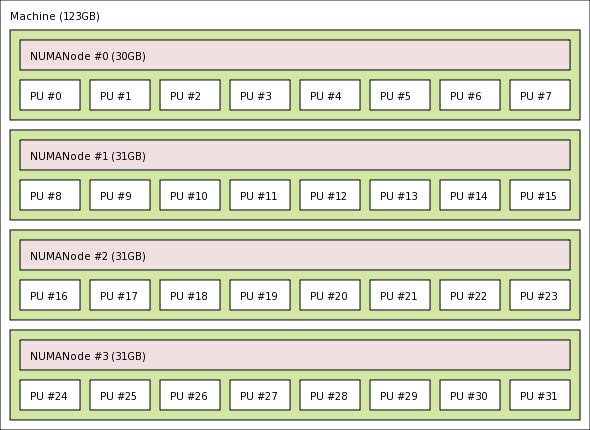 Machine (123GB)
NUMANode #0 (30GB)
PU #0 PU #1 PU #2 PU #3 PU #4 PU #5 PU #6 PU #7
NUMANode #1 (31GB)
PU #8 PU #9 PU #10 PU #11 PU #12 PU #13 PU #14 PU #15
NUMANode #2 (31GB)
PU #16 PU #17 PU #18 PU #19 PU #20 PU #21 PU #22 PU #23
NUMANode #3 (31GB)
PU #24 PU #25 PU #26 PU #27 PU #28 PU #29 PU #30 PU #31